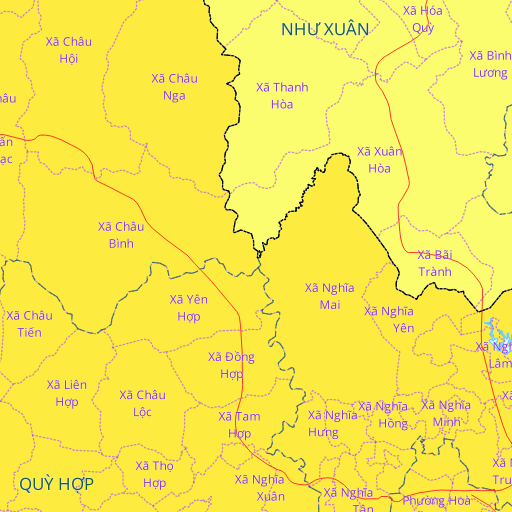 Xã Hóa
Quỳ
NHƯ XUÂN
Xã Châu
Hội
Xã Bình
Lương
Xã Châu
Nga
Xã Thanh
Hòa
Xã Xuân
Hòa
Xã Châu
Bình
Xã Bãi
Trành
Xã Nghĩa
Mai
Xã Yên
Hợp
Xã Nghĩa
Yên
Xã Châu
Tiến
Xã Đồng
Hợp
Xã Liên
Hợp
Xã Châu
Lộc
Xã Nghĩa
Hồng
Xã Nghĩa
Minh
Xã Nghĩa
Hưng
Xã Tam
Hợp
Xã Thọ
Hợp
QUỲ HỢP
Xã Nghĩa
Xuân
Xã Nghĩa
Tân
Phường Hoà